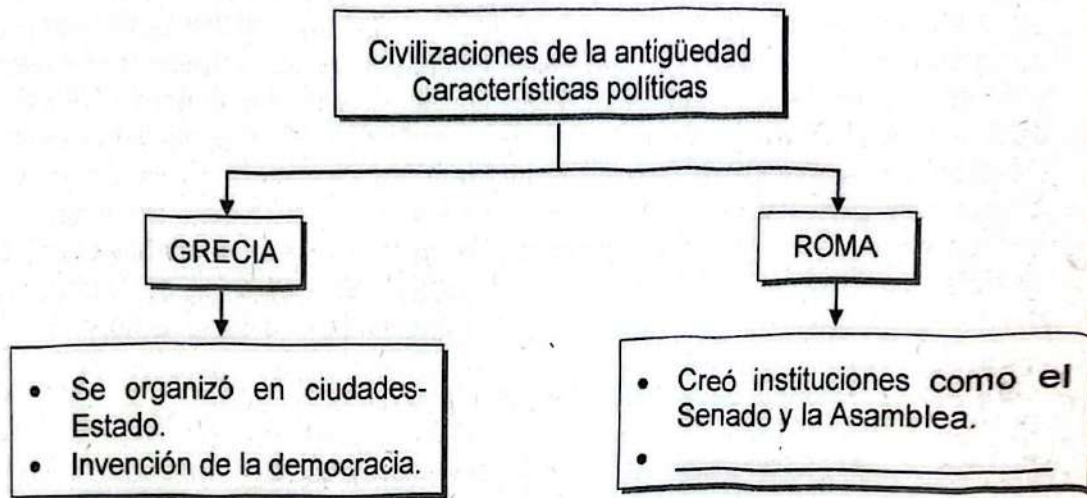 Civilizaciones de la antigüedad
Características políticas
GRECIA
ROMA
• Se organizó en ciudades-
Estado.
• Invención de la democracia.
• Creó instituciones como el
Senado y la Asamblea.
•